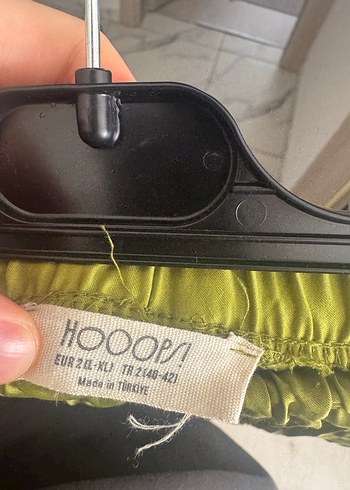 HOOOPS!
EUR 2 (L-XL) TR 2 (40-42)
Made in TÜRKİYE